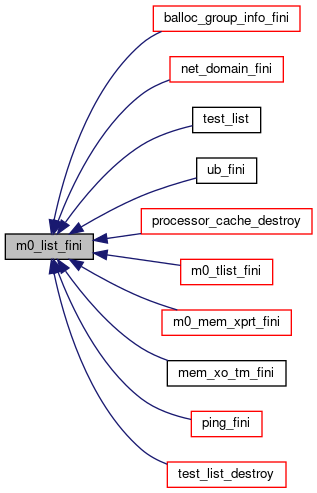 balloc_group_info_fini
net_domain_fini
test_list
ub_fini
m0_list_fini
processor_cache_destroy
m0_tlist_fini
m0_mem_xprt_fini
mem_xo_tm_fini
ping_fini
test_list_destroy